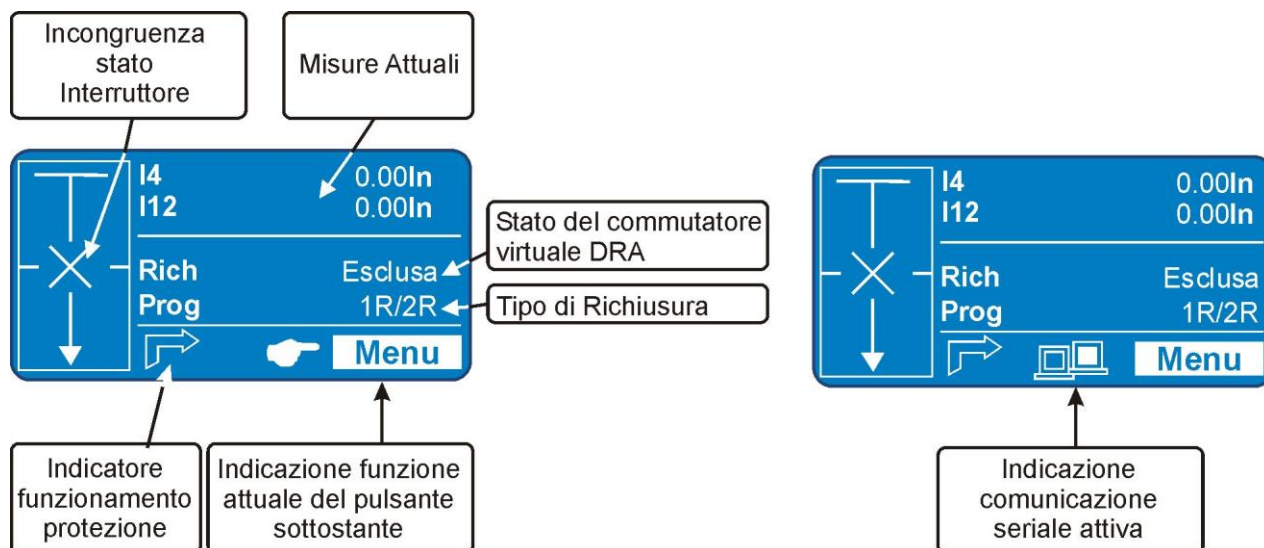 Incongruenza
stato
Interruttore
Misure Attuali
I4 0.00In
I12 0.00In
Rich Esclusa
Prog 1R/2R
Menu
Stato del commutatore
virtuale DRA
Tipo di Richiusura
Indicatore
funzionamento
protezione
Indicazione funzione
attuale del pulsante
sottostante
I4 0.00In
I12 0.00In
Rich Esclusa
Prog 1R/2R
Menu
Indicazione
comunicazione
seriale attiva